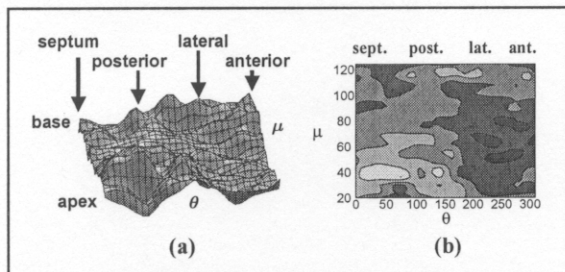 septum
lateral
posterior
anterior
base
μ
apex
θ
(a)
sept. post. lat. ant.
120
100
80
μ
60
40
20
0 50 100 150 200 250 300
θ
(b)